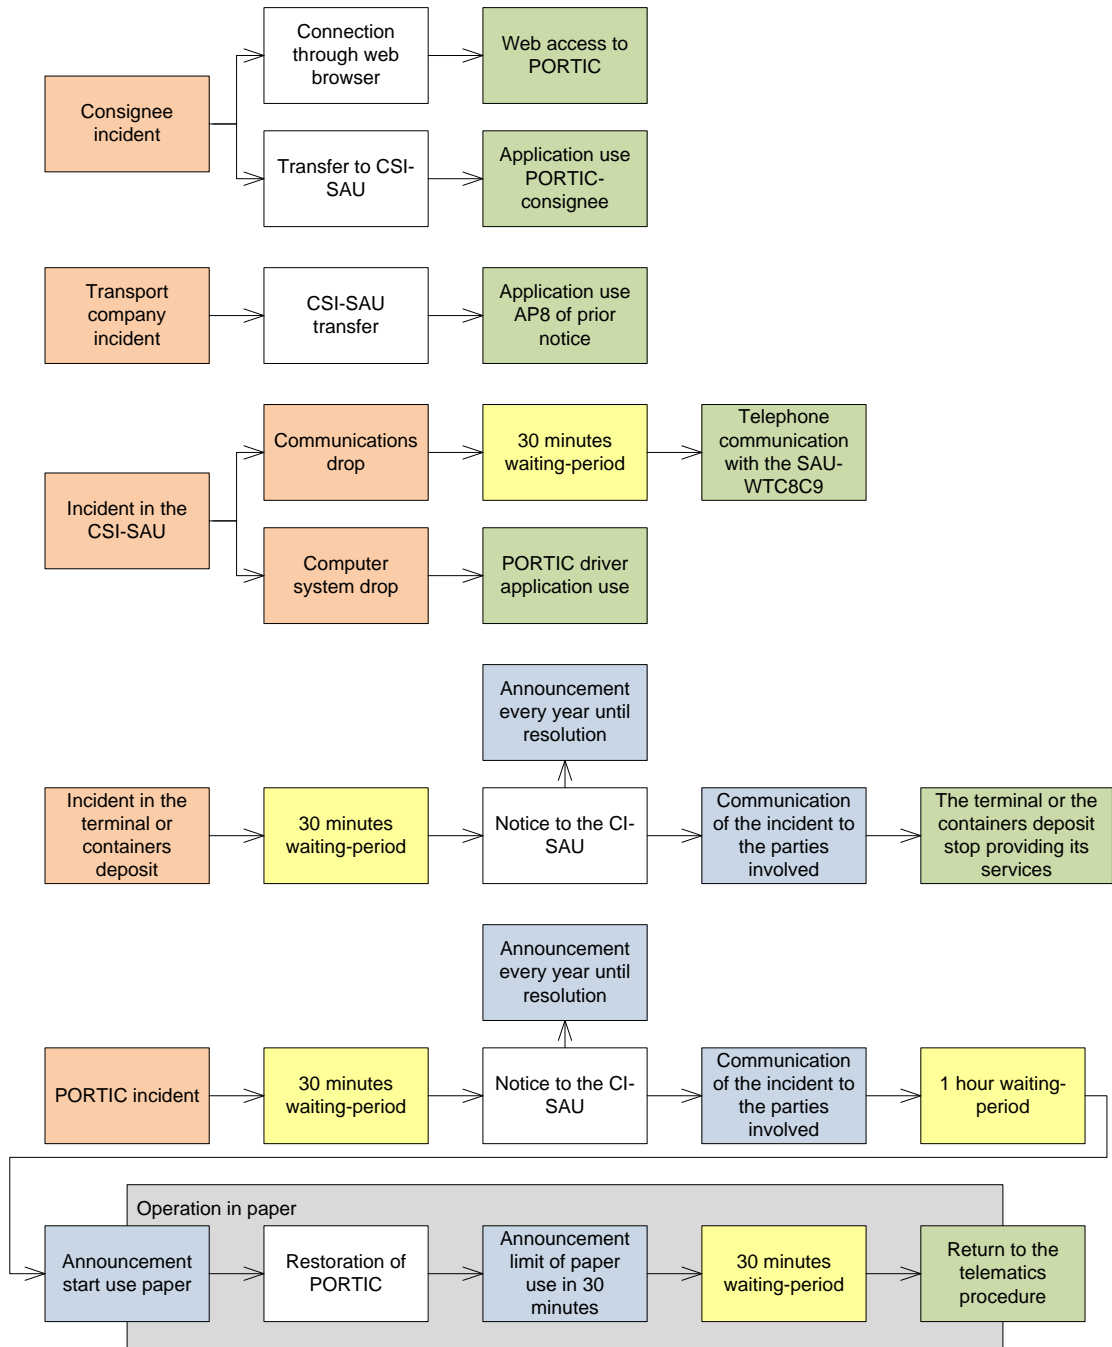 Connection
through web
browser
Web access to
PORTIC
Consignee
incident
Transfer to CSI-
SAU
Application use
PORTIC-
consignee
Transport
company
incident
CSI-SAU
transfer
Application use
AP8 of prior
notice
Communications
drop
30 minutes
waiting-period
Telephone
communication
with the SAU-
WTC8C9
Incident in the
CSI-SAU
Computer
system drop
PORTIC driver
application use
Announcement
every year until
resolution
Incident in the
terminal or
containers
deposit
30 minutes
waiting-period
Notice to the CI-
SAU
Communication
of the incident to
the parties
involved
The terminal or the
containers deposit
stop providing its
services
Announcement
every year until
resolution
PORTIC incident
30 minutes
waiting-period
Notice to the CI-
SAU
Communication
of the incident to
the parties
involved
1 hour waiting-
period
Operation in paper
Announcement
start use paper
Restoration of
PORTIC
Announcement
limit of paper
use in 30
minutes
30 minutes
waiting-period
Return to the
telematics
procedure